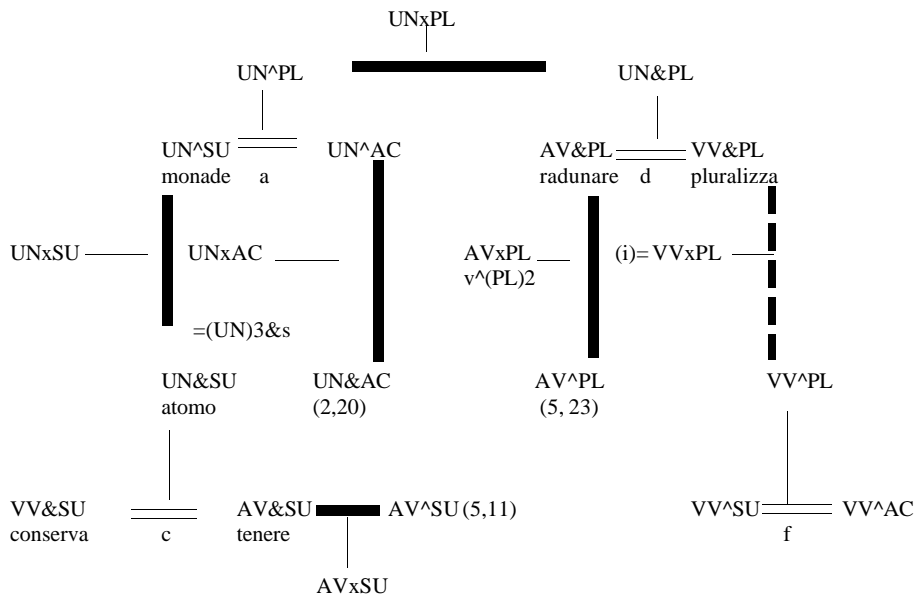 UNxPL
UN^PL UN&PL
UN^SU UN^AC AV&PL VV&PL
monade a radunare d pluralizza
UNxSU UNxAC AVxPL (i)= VVxPL
v^(PL)2
=(UN)3&s
UN&SU UN&AC AV^PL VV^PL
atomo (2,20) (5, 23)
VV&SU AV&SU AV^SU (5,11) VV^SU VV^AC
conserva c tenere f
AVxSU